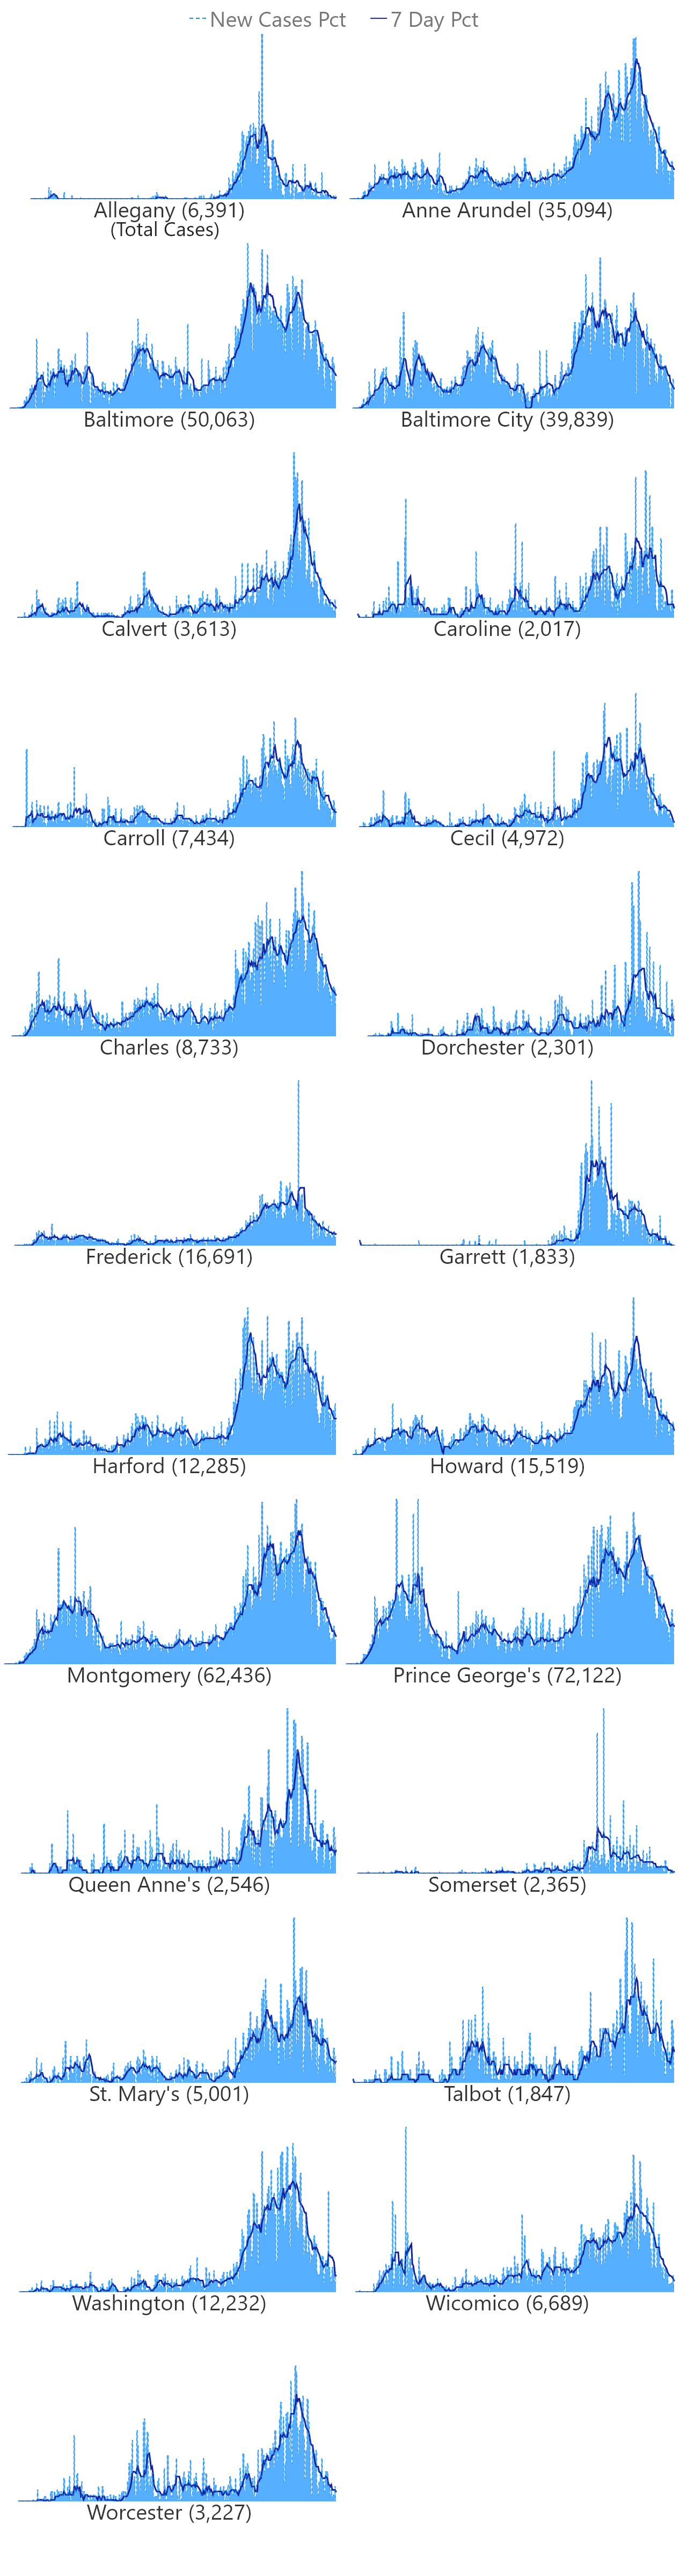 New Cases Pct 7 Day Pct
Allegany (6,391) Anne Arundel (35,094)
(Total Cases)
Baltimore (50,063) Baltimore City (39,839)
Calvert (3,613) Caroline (2,017)
Carroll (7,434) Cecil (4,972)
Charles (8,733) Dorchester (2,301)
Frederick (16,691) Garrett (1,833)
Harford (12,285) Howard (15,519)
Montgomery (62,436) Prince George's (72,122)
Queen Anne's (2,546) Somerset (2,365)
St. Mary's (5,001) Talbot (1,847)
Washington (12,232) Wicomico (6,689)
Worcester (3,227)